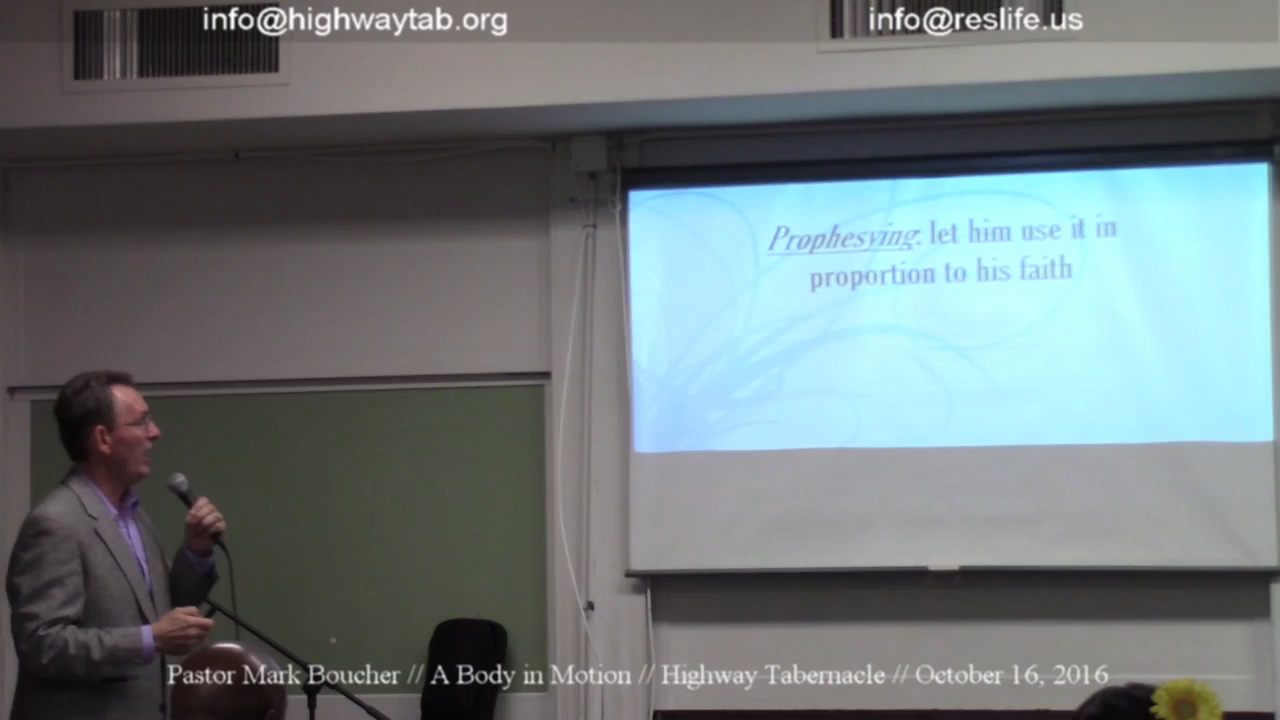 info@highwaytab.org
info@reslife.us
Prophesying: let him use it in
proportion to his faith
Pastor Mark Boucher // A Body in Motion // Highway Tabernacle // October 16, 2016